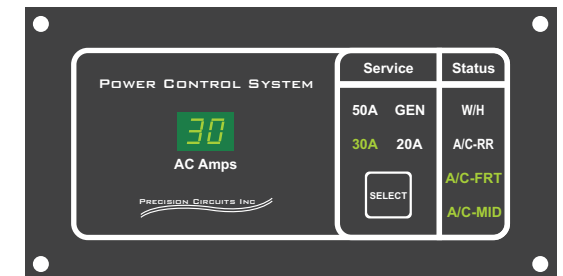 POWER CONTROL SYSTEM
30
AC Amps
PRECISION CIRCUITS INC
Service
50A GEN
30A 20A
SELECT
Status
W/H
A/C-RR
A/C-FRT
A/C-MID